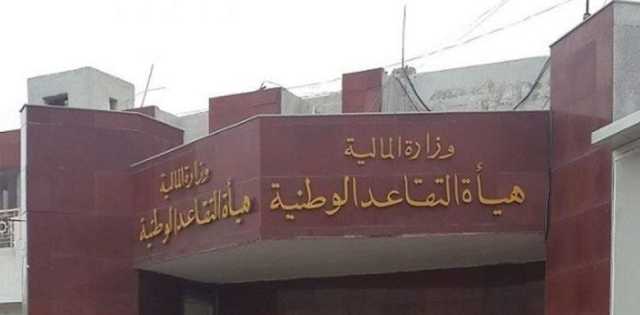 وزارة المالية
هيأة التقاعد الوطنية
وزارة المالية
هيأة التقاعد الوطنية